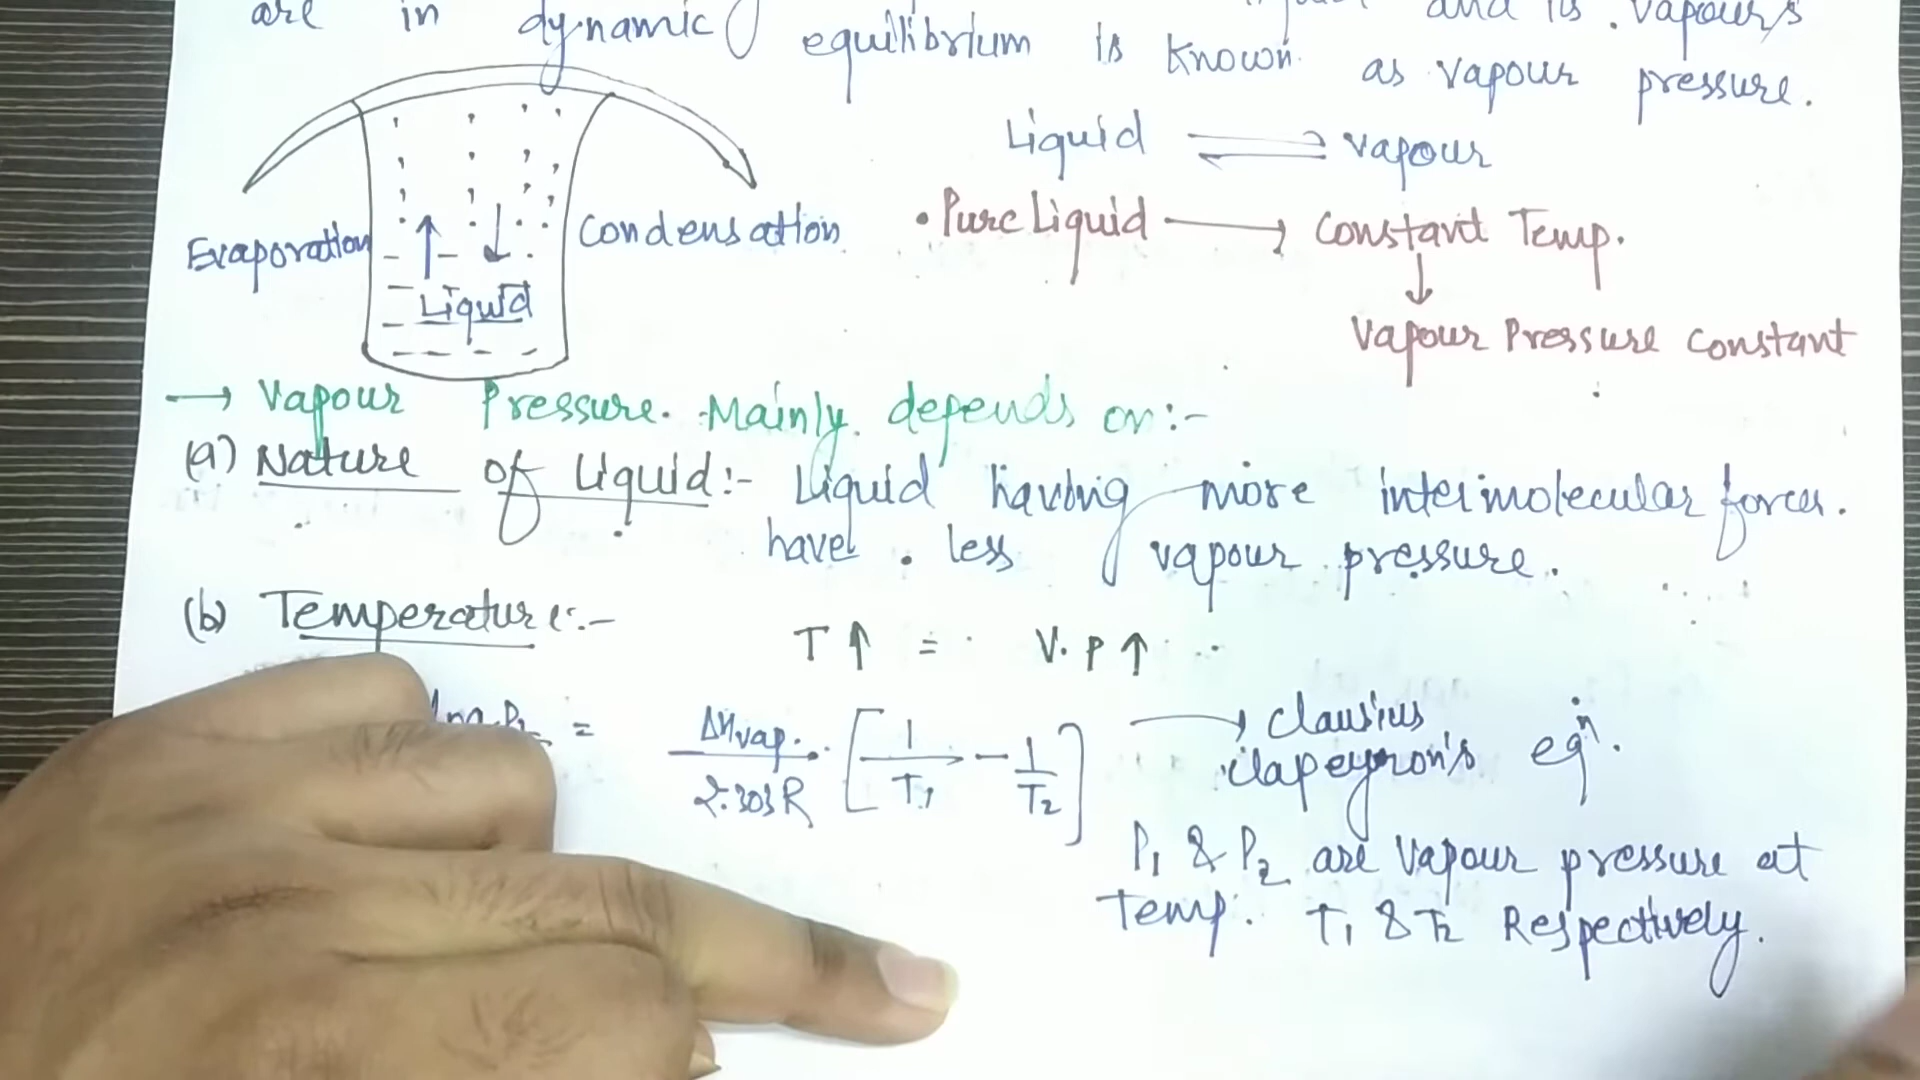 are in dynamic equilibrium is known as vapour pressure.
and its vapours
Liquid ⇌ vapour
Evaporation
Condensation
Liquid
• Pure Liquid → Constant Temp.
↓
Vapour Pressure Constant
→ Vapour Pressure Mainly depends on:-
(a) Nature of Liquid:- Liquid having more intermolecular forces.
have less vapour pressure.
(b) Temperature:-
T↑ = V.P↑
= ΔHvap. / 2.303R [1/T1 - 1/T2] → Clausius
Clapeyron's eqn.
P1 & P2 are Vapour pressure at
Temp. T1 & T2 Respectively.